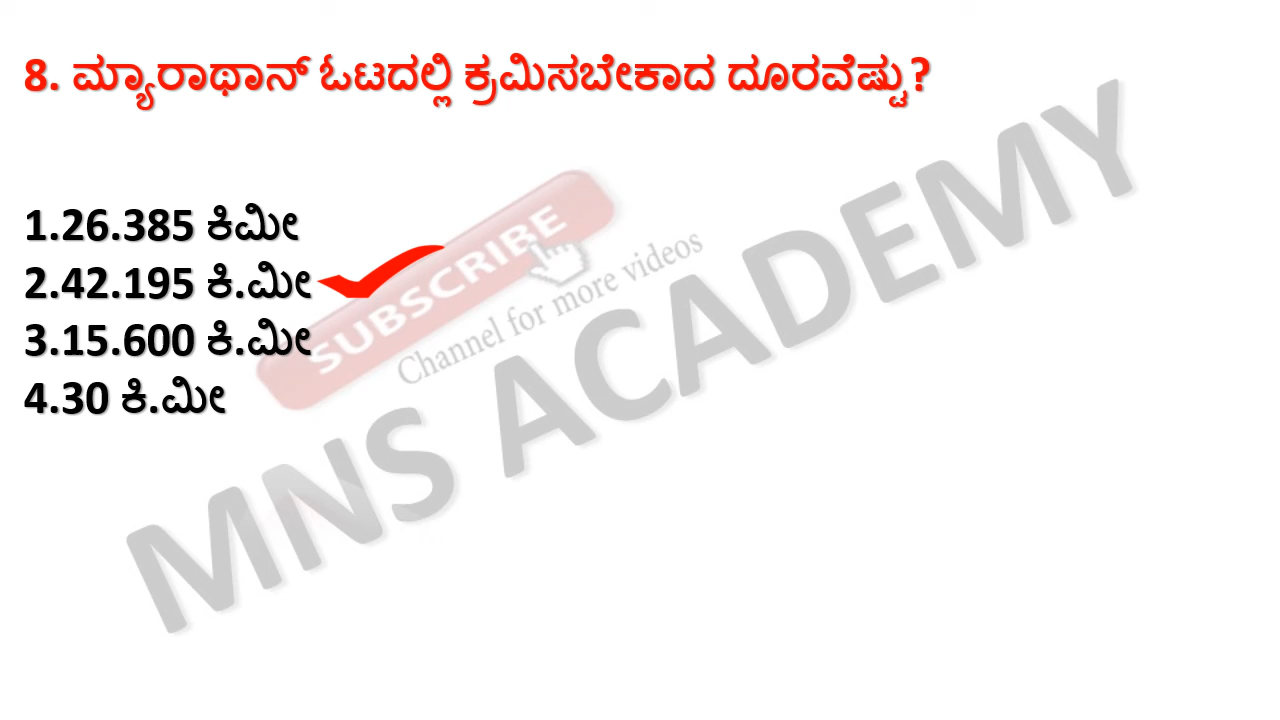 8. ಮ್ಯಾರಾಥಾನ್ ಓಟದಲ್ಲಿ ಕ್ರಮಿಸಬೇಕಾದ ದೂರವೆಷ್ಟು?
1.26.385 ಕಿಮೀ
2.42.195 ಕಿ.ಮೀ
3.15.600 ಕಿ.ಮೀ
4.30 ಕಿ.ಮೀ
SUBSCRIBE
Channel for more videos
MNS ACADEMY